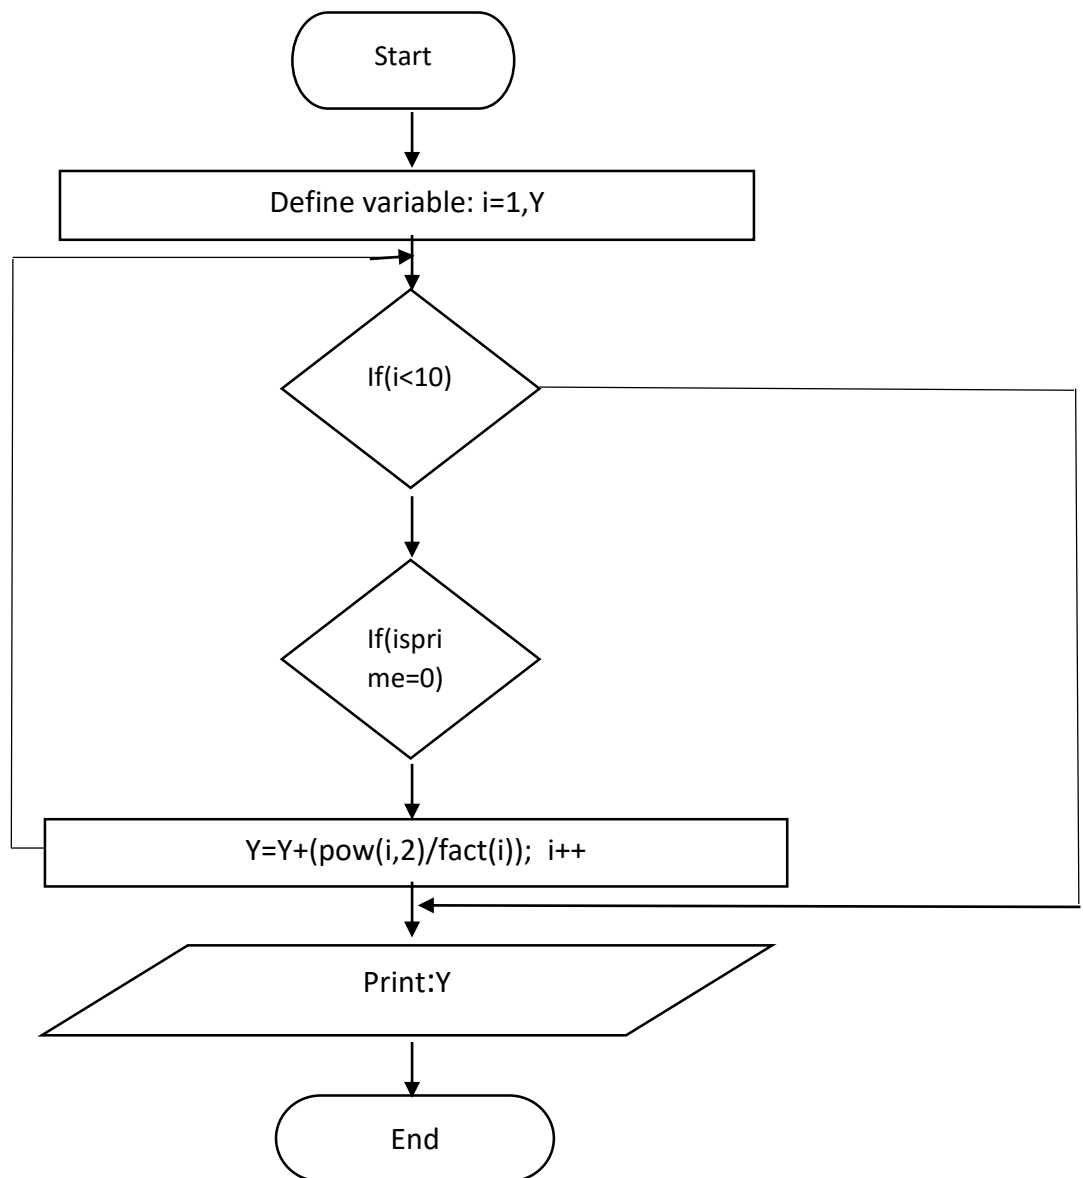 Start
Define variable: i=1,Y
If(i<10)
If(ispri
me=0)
Y=Y+(pow(i,2)/fact(i));  i++
Print:Y
End